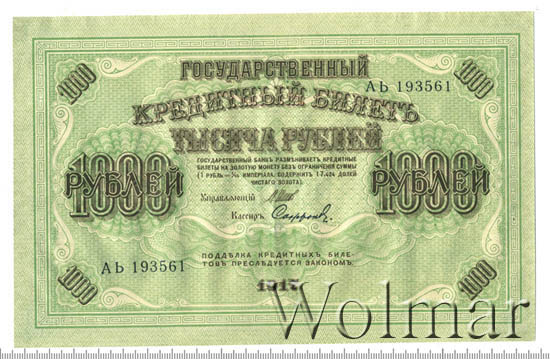 1000
1000
ГОСУДАРСТВЕННЫЙ
АЬ 193561
КРЕДИТНЫЙ БИЛЕТЪ
ТЫСЯЧА РУБЛЕЙ
ГОСУДАРСТВЕННЫЙ БАНКЪ РАЗМѢНИВАЕТЪ КРЕДИТНЫЕ
БИЛЕТЫ НА ЗОЛОТУЮ МОНЕТУ БЕЗЪ ОГРАНИЧЕНІЯ СУММЫ
(1 РУБЛЬ = 1/15 ИМПЕРІАЛА, СОДЕРЖИТЪ 17,424 ДОЛЕЙ
ЧИСТАГО ЗОЛОТА).
1000 РУБЛЕЙ
1000 РУБЛЕЙ
Управляющій
Кассиръ
АЬ 193561
ПОДДѢЛКА КРЕДИТНЫХЪ БИЛЕ-
ТОВЪ ПРЕСЛѢДУЕТСЯ ЗАКОНОМЪ.
1000
1917
1000
Wolmar